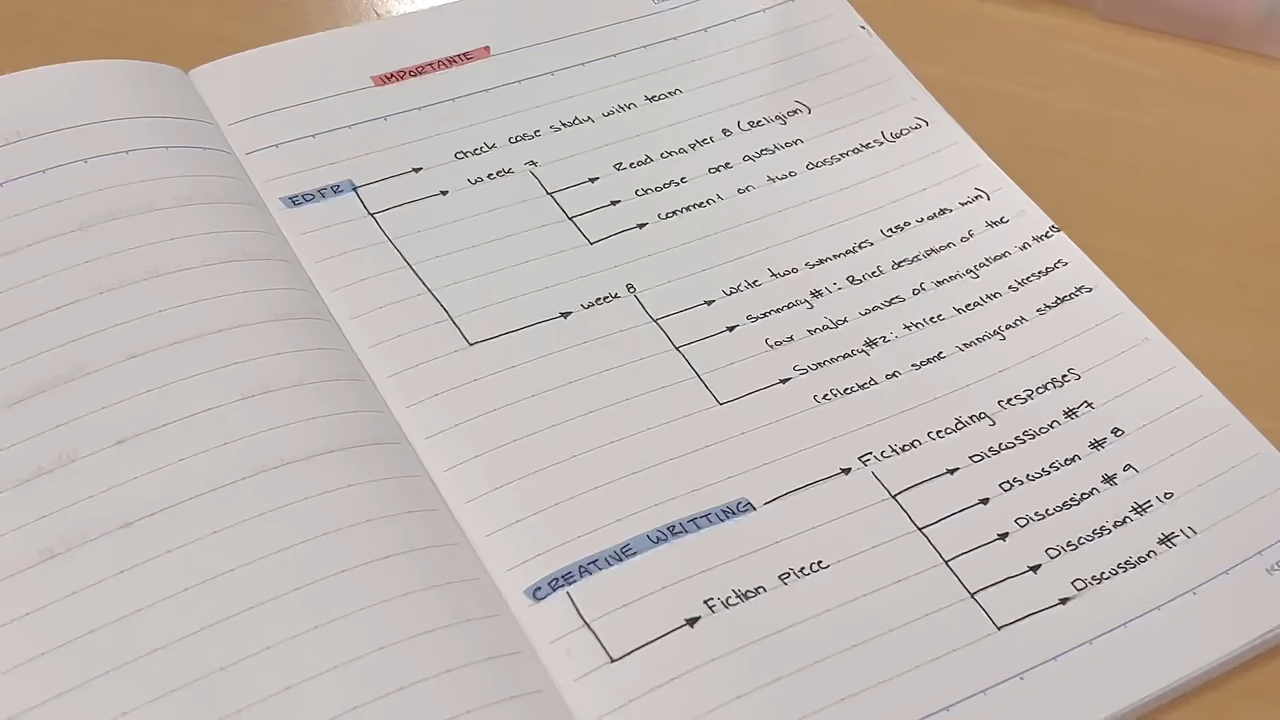 IMPORTANTE
EDFR
Check case study with team
week 7
Read chapter 8 (Religion)
Choose one question
Comment on two classmates (60W)
week 8
Write two summaries (250 words min)
Summary #1: Brief description of the
four major waves of immigration in the
Summary #2: three health stressors
reflected on some immigrant students
CREATIVE WRITTING
Fiction reading responses
Discussion #7
Discussion #8
Discussion #9
Discussion #10
Discussion #11
Fiction piece